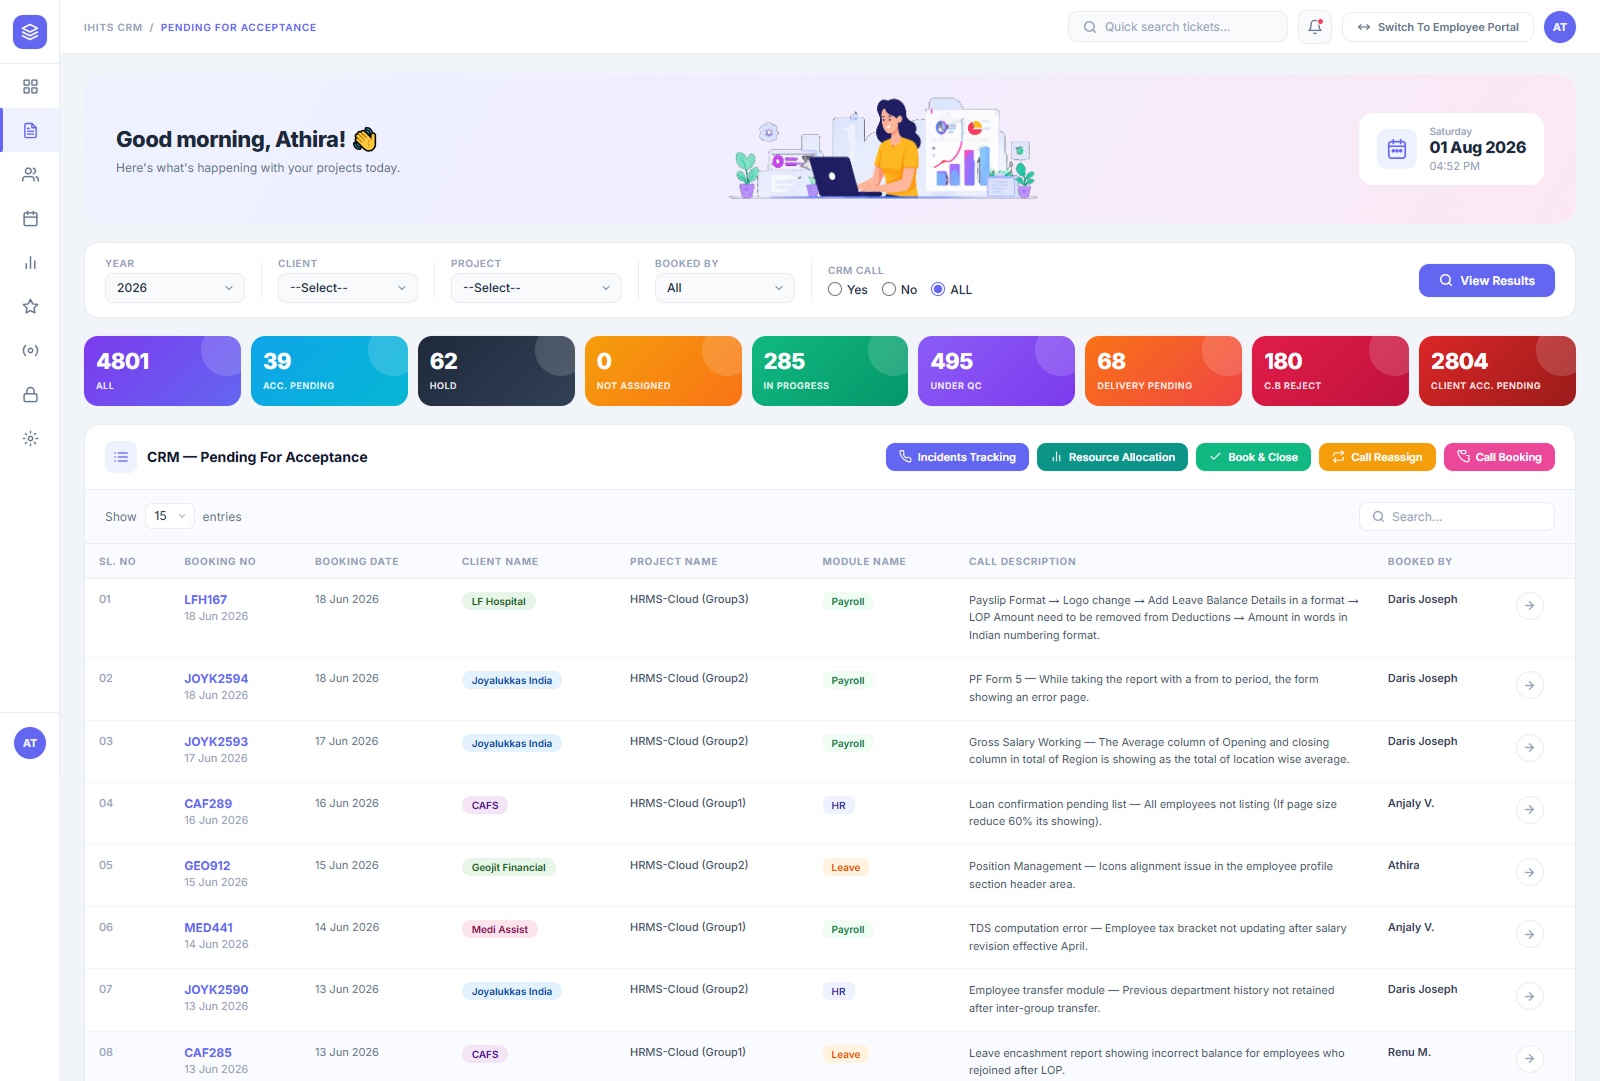 IHITS CRM / PENDING FOR ACCEPTANCE
Quick search tickets...
Switch To Employee Portal
AT
Good morning, Athira! 👋
Here's what's happening with your projects today.
Saturday
01 Aug 2026
04:52 PM
YEAR
2026
CLIENT
--Select--
PROJECT
--Select--
BOOKED BY
All
CRM CALL
Yes No ALL
View Results
4801
ALL
39
ACC. PENDING
62
HOLD
0
NOT ASSIGNED
285
IN PROGRESS
495
UNDER QC
68
DELIVERY PENDING
180
C.B REJECT
2804
CLIENT ACC. PENDING
CRM — Pending For Acceptance
Incidents Tracking
Resource Allocation
Book & Close
Call Reassign
Call Booking
Show 15 entries
Search...
SL. NO BOOKING NO BOOKING DATE CLIENT NAME PROJECT NAME MODULE NAME CALL DESCRIPTION BOOKED BY
01 LFH167 18 Jun 2026 LF Hospital HRMS-Cloud (Group3) Payroll Payslip Format → Logo change → Add Leave Balance Details in a format → Daris Joseph
18 Jun 2026 LOP Amount need to be removed from Deductions → Amount in words in
Indian numbering format.
02 JOYK2594 18 Jun 2026 Joyalukkas India HRMS-Cloud (Group2) Payroll PF Form 5 — While taking the report with a from to period, the form Daris Joseph
18 Jun 2026 showing an error page.
03 JOYK2593 17 Jun 2026 Joyalukkas India HRMS-Cloud (Group2) Payroll Gross Salary Working — The Average column of Opening and closing Daris Joseph
17 Jun 2026 column in total of Region is showing as the total of location wise average.
04 CAF289 16 Jun 2026 CAFS HRMS-Cloud (Group1) HR Loan confirmation pending list — All employees not listing (If page size Anjaly V.
16 Jun 2026 reduce 60% its showing).
05 GEO912 15 Jun 2026 Geojit Financial HRMS-Cloud (Group2) Leave Position Management — Icons alignment issue in the employee profile Athira
15 Jun 2026 section header area.
06 MED441 14 Jun 2026 Medi Assist HRMS-Cloud (Group1) Payroll TDS computation error — Employee tax bracket not updating after salary Anjaly V.
14 Jun 2026 revision effective April.
07 JOYK2590 13 Jun 2026 Joyalukkas India HRMS-Cloud (Group2) HR Employee transfer module — Previous department history not retained Daris Joseph
13 Jun 2026 after inter-group transfer.
08 CAF285 13 Jun 2026 CAFS HRMS-Cloud (Group1) Leave Leave encashment report showing incorrect balance for employees who Renu M.
13 Jun 2026 rejoined after LOP.
AT